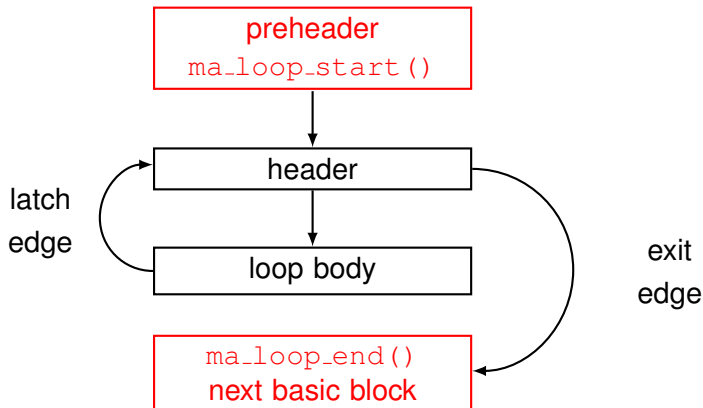 preheader
ma_loop_start()
header
latch
edge
loop body
exit
edge
ma_loop_end()
next basic block